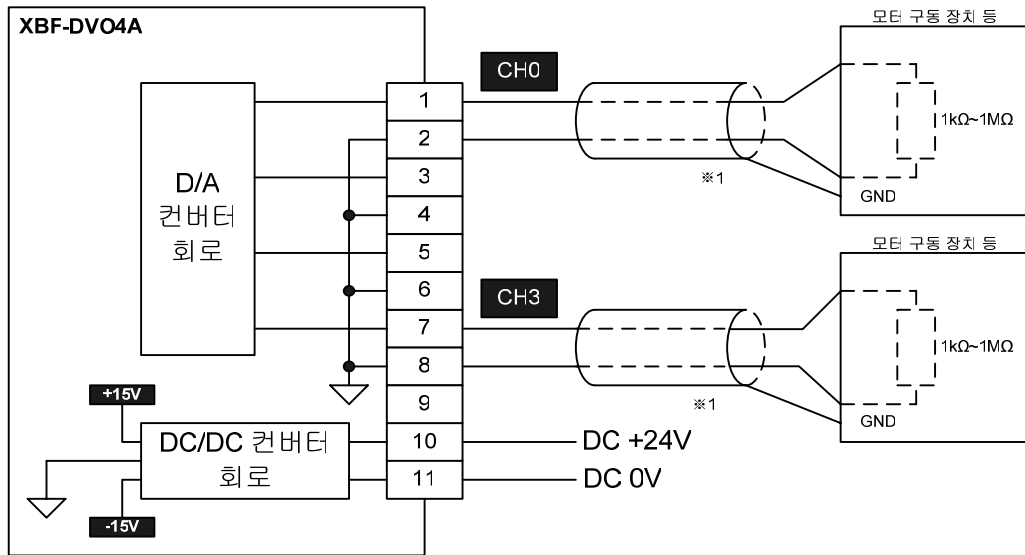 XBF-DVO4A
모터 구동 장치 등
CH0
1
2
3
4
5
6
7
8
9
10
11
D/A
컨버터
회로
1kΩ~1MΩ
※1
GND
모터 구동 장치 등
CH3
1kΩ~1MΩ
※1
GND
+15V
DC/DC 컨버터
회로
-15V
DC +24V
DC 0V